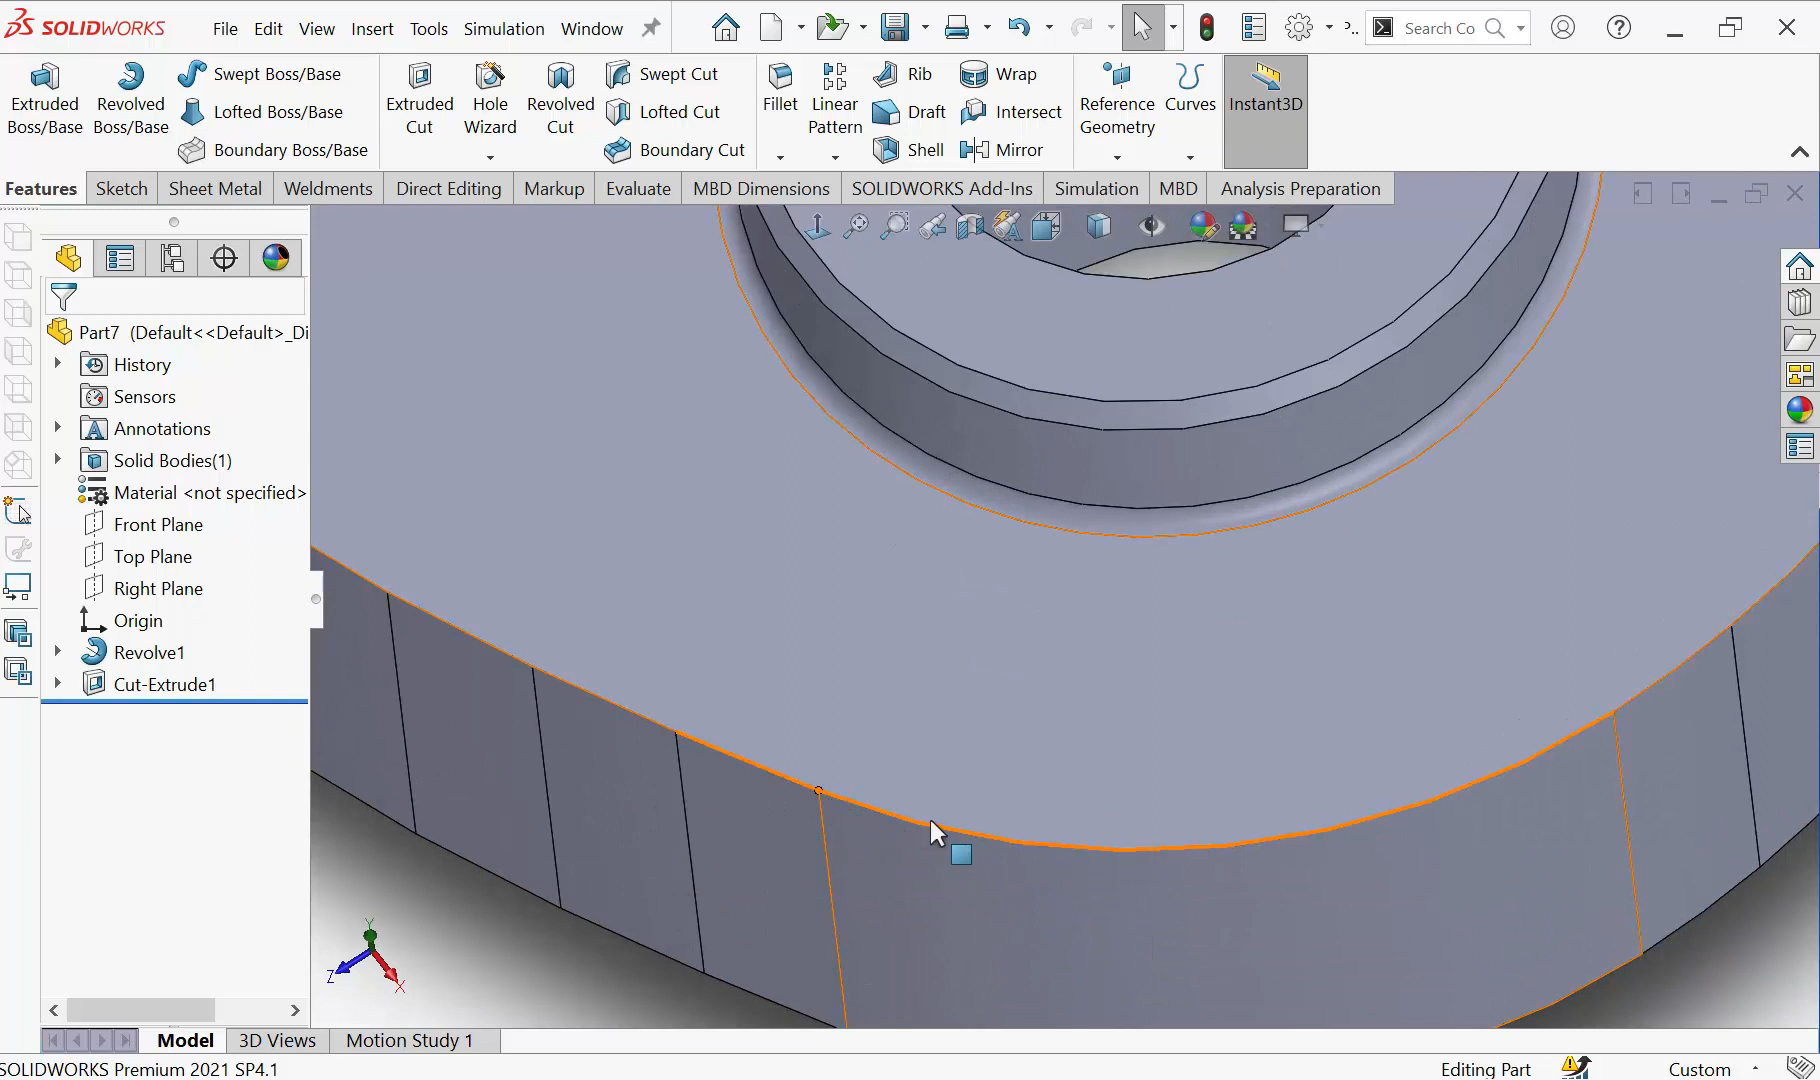 SOLIDWORKS File Edit View Insert Tools Simulation Window ?.. Search Co
Extruded Boss/Base
Revolved Boss/Base
Swept Boss/Base
Lofted Boss/Base
Boundary Boss/Base
Extruded Cut
Hole Wizard
Revolved Cut
Swept Cut
Lofted Cut
Boundary Cut
Fillet
Linear Pattern
Rib
Draft
Shell
Wrap
Intersect
Mirror
Reference Geometry
Curves
Instant3D
Features Sketch Sheet Metal Weldments Direct Editing Markup Evaluate MBD Dimensions SOLIDWORKS Add-Ins Simulation MBD Analysis Preparation
Part7 (Default<<Default>_Di
History
Sensors
Annotations
Solid Bodies(1)
Material <not specified>
Front Plane
Top Plane
Right Plane
Origin
Revolve1
Cut-Extrude1
Y
Z
X
Model 3D Views Motion Study 1
SOLIDWORKS Premium 2021 SP4.1 Editing Part Custom